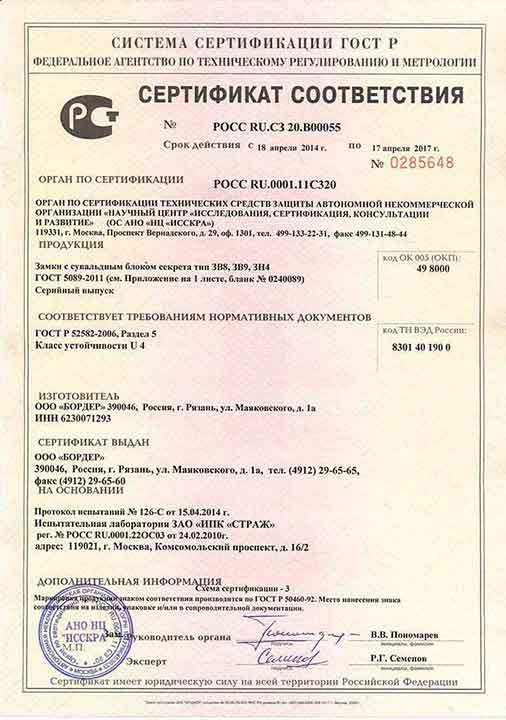 СИСТЕМА СЕРТИФИКАЦИИ ГОСТ Р
ФЕДЕРАЛЬНОЕ АГЕНТСТВО ПО ТЕХНИЧЕСКОМУ РЕГУЛИРОВАНИЮ И МЕТРОЛОГИИ
СЕРТИФИКАТ СООТВЕТСТВИЯ
№ РОСС RU.СЗ 20.В00055
Срок действия с 18 апреля 2014 г. по 17 апреля 2017 г.
№ 0285648
ОРГАН ПО СЕРТИФИКАЦИИ РОСС RU.0001.11СЗ20
ОРГАН ПО СЕРТИФИКАЦИИ ТЕХНИЧЕСКИХ СРЕДСТВ ЗАЩИТЫ АВТОНОМНОЙ НЕКОММЕРЧЕСКОЙ
ОРГАНИЗАЦИИ «НАУЧНЫЙ ЦЕНТР «ИССЛЕДОВАНИЯ, СЕРТИФИКАЦИЯ, КОНСУЛЬТАЦИИ
И РАЗВИТИЕ» (ОС АНО «НЦ «ИССКРА»)
119331, г. Москва, Проспект Вернадского, д. 29, оф. 1301, тел. 499-133-22-31, факс 499-131-48-44
ПРОДУКЦИЯ
Замки с сувальдным блоком секрета тип ЗВ8, ЗВ9, ЗН4
ГОСТ 5089-2011 (см. Приложение на 1 листе, бланк № 0240089)
Серийный выпуск
код ОК 005 (ОКП):
49 8000
СООТВЕТСТВУЕТ ТРЕБОВАНИЯМ НОРМАТИВНЫХ ДОКУМЕНТОВ
ГОСТ Р 52582-2006, Раздел 5
Класс устойчивости U 4
код ТН ВЭД России:
8301 40 190 0
ИЗГОТОВИТЕЛЬ
ООО «БОРДЕР» 390046, Россия, г. Рязань, ул. Маяковского, д. 1а
ИНН 6230071293
СЕРТИФИКАТ ВЫДАН
ООО «БОРДЕР»
390046, Россия, г. Рязань, ул. Маяковского, д. 1а, тел. (4912) 29-65-65,
факс (4912) 29-65-60
НА ОСНОВАНИИ
Протокол испытаний № 126-С от 15.04.2014 г.
Испытательная лаборатория ЗАО «ИПК «СТРАЖ»
рег. № РОСС RU.0001.22ОС03 от 24.02.2010г.
адрес: 119021, г. Москва, Комсомольский проспект, д. 16/2
ДОПОЛНИТЕЛЬНАЯ ИНФОРМАЦИЯ
Схема сертификации - 3
Маркировка продукции знаком соответствия производится по ГОСТ Р 50460-92. Место нанесения знака
соответствия на изделии, упаковке и/или в сопроводительной документации.
АНО НЦ
"ИССКРА"
М.П.
Зам. руководитель органа
подпись
В.В. Пономарев
инициалы, фамилия
Эксперт
подпись
Р.Г. Семенов
инициалы, фамилия
Сертификат имеет юридическую силу на всей территории Российской Федерации